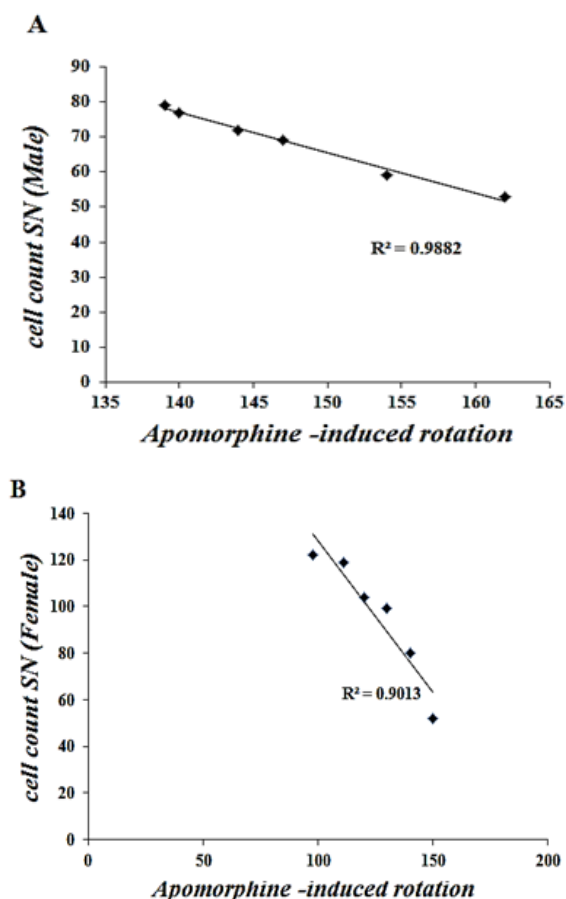 A
cell count SN (Male)
90
80
70
60
50
40
30
20
10
0
R² = 0.9882
135 140 145 150 155 160 165
Apomorphine -induced rotation
B
cell count SN (Female)
140
120
100
80
60
40
20
0
R² = 0.9013
0 50 100 150 200
Apomorphine -induced rotation